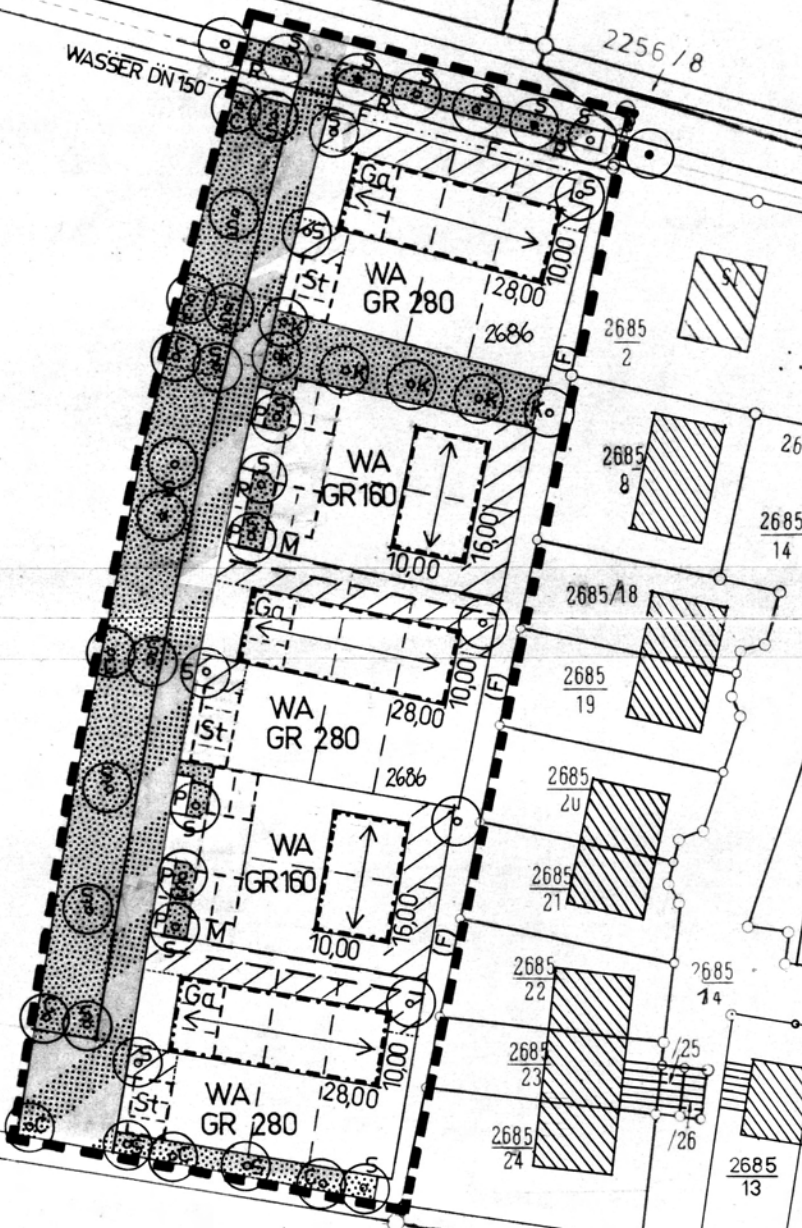 2256/8
WASSER DN 150
S
S
S
S
S
S
R
R
R
F
F
S
S
Ga
S
10,00
28,00
St
WA
GR 280
2686
2685
2
(F)
K
K
K
K
K
K
P
S
R
P
M
WA
GR 160
16,00
10,00
2685
8
26
2685
14
2685/18
Ga
10,00
28,00
S
St
WA
GR 280
2686
(F)
2685
19
2685
20
P
S
P
P
M
S
WA
GR 160
16,00
10,00
(F)
2685
21
2685
22
2685
14
Ga
10,00
28,00
S
St
WA
GR 280
2685
23
/25
/26
2685
24
2685
13
S